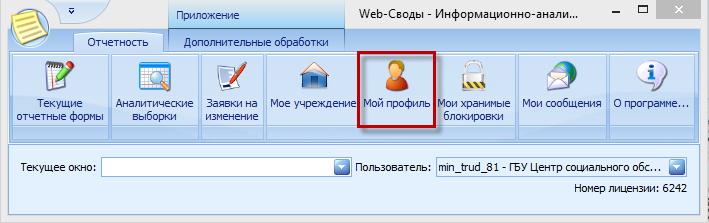 Приложение
Web-Своды - Информационно-анали...
Отчетность
Дополнительные обработки
Текущие
отчетные формы
Аналитические
выборки
Заявки на
изменение
Мое учреждение
Мой профиль
Мои хранимые
блокировки
Мои сообщения
О программе...
Текущее окно:
Пользователь:
min_trud_81 - ГБУ Центр социального обс...
Номер лицензии: 6242